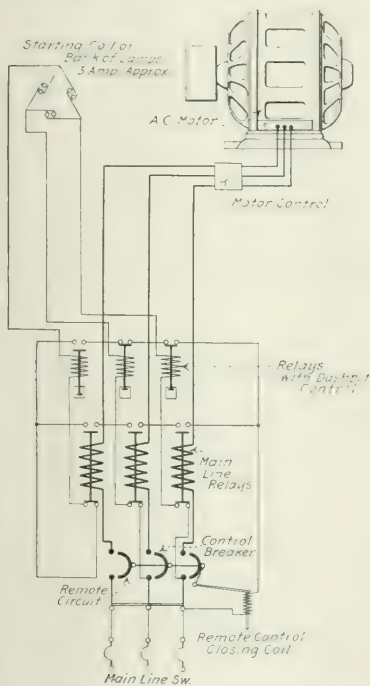 Starting Coil or
Bank of Lamps
3 Amp. Approx
A.C. Motor
Motor Control
Relays
with Dashpot
Control
Main
Line
Relays
Control
Breaker
Remote
Circuit
Remote Control
Closing Coil
Main Line Sw.